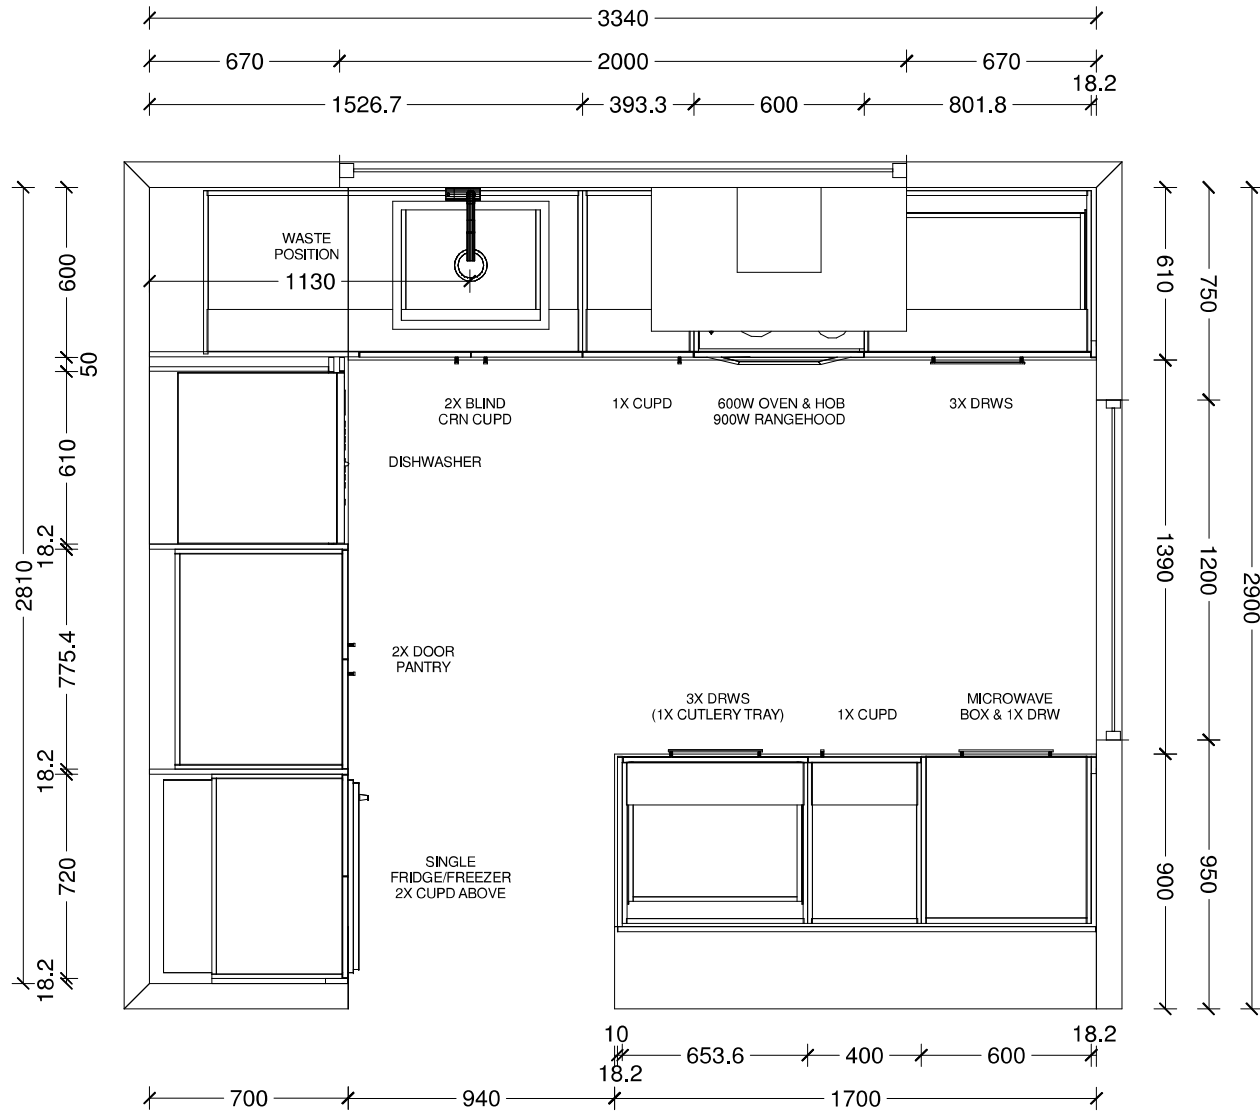 3340
670
2000
670
18.2
1526.7
393.3
600
801.8
WASTE
POSITION
1130
600
50
610
18.2
2810
775.4
18.2
720
18.2
610
750
1390
1200
2900
900
950
2X BLIND
CRN CUPD
1X CUPD
600W OVEN & HOB
900W RANGEHOOD
3X DRWS
DISHWASHER
2X DOOR
PANTRY
3X DRWS
(1X CUTLERY TRAY)
1X CUPD
MICROWAVE
BOX & 1X DRW
SINGLE
FRIDGE/FREEZER
2X CUPD ABOVE
10
18.2
653.6
400
600
18.2
700
940
1700